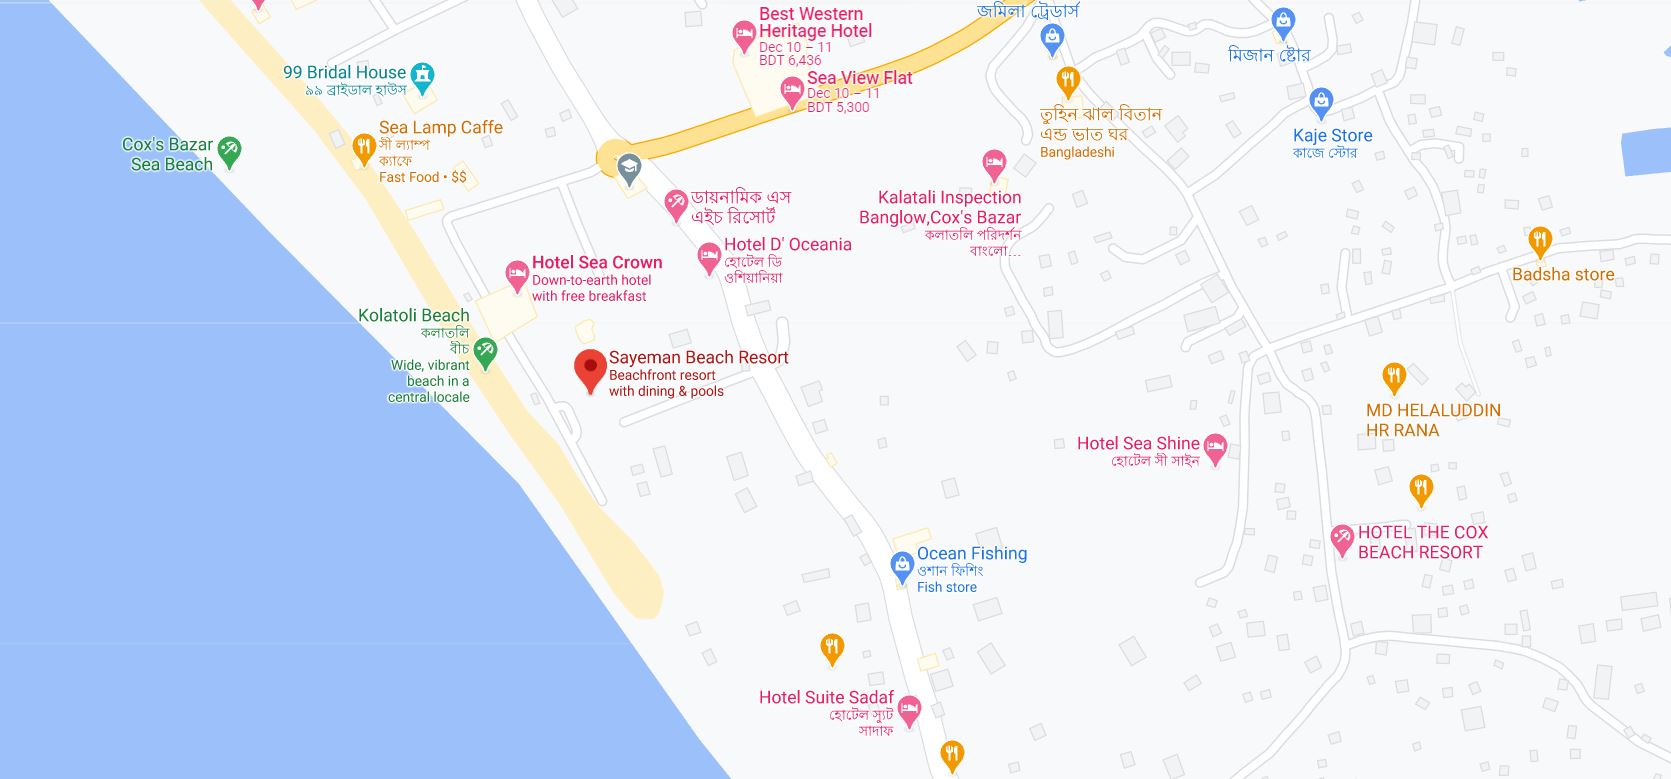 জমিলা ট্রেডার্স
Best Western
Heritage Hotel
Dec 10 – 11
BDT 6,436
মিজান ষ্টোর
99 Bridal House
৯৯ ব্রাইডাল হাউস
Sea View Flat
Dec 10 – 11
BDT 5,300
তুহিন ঝাল বিতান
এন্ড ভাত ঘর
Bangladeshi
Kaje Store
কাজে স্টোর
Sea Lamp Caffe
সী ল্যাম্প
ক্যাফে
Fast Food • $$
Cox's Bazar
Sea Beach
ডায়নামিক এস
এইচ রিসোর্ট
Kalatali Inspection
Banglow,Cox's Bazar
কলাতলি পরিদর্শন
বাংলো...
Hotel D' Oceania
হোটেল ডি
ওশিয়ানিয়া
Badsha store
Hotel Sea Crown
Down-to-earth hotel
with free breakfast
Kolatoli Beach
কলাতলি
বীচ
Wide, vibrant
beach in a
central locale
Sayeman Beach Resort
Beachfront resort
with dining & pools
MD HELALUDDIN
HR RANA
Hotel Sea Shine
হোটেল সী সাইন
HOTEL THE COX
BEACH RESORT
Ocean Fishing
ওশান ফিশিং
Fish store
Hotel Suite Sadaf
হোটেল স্যুট
সাদাফ